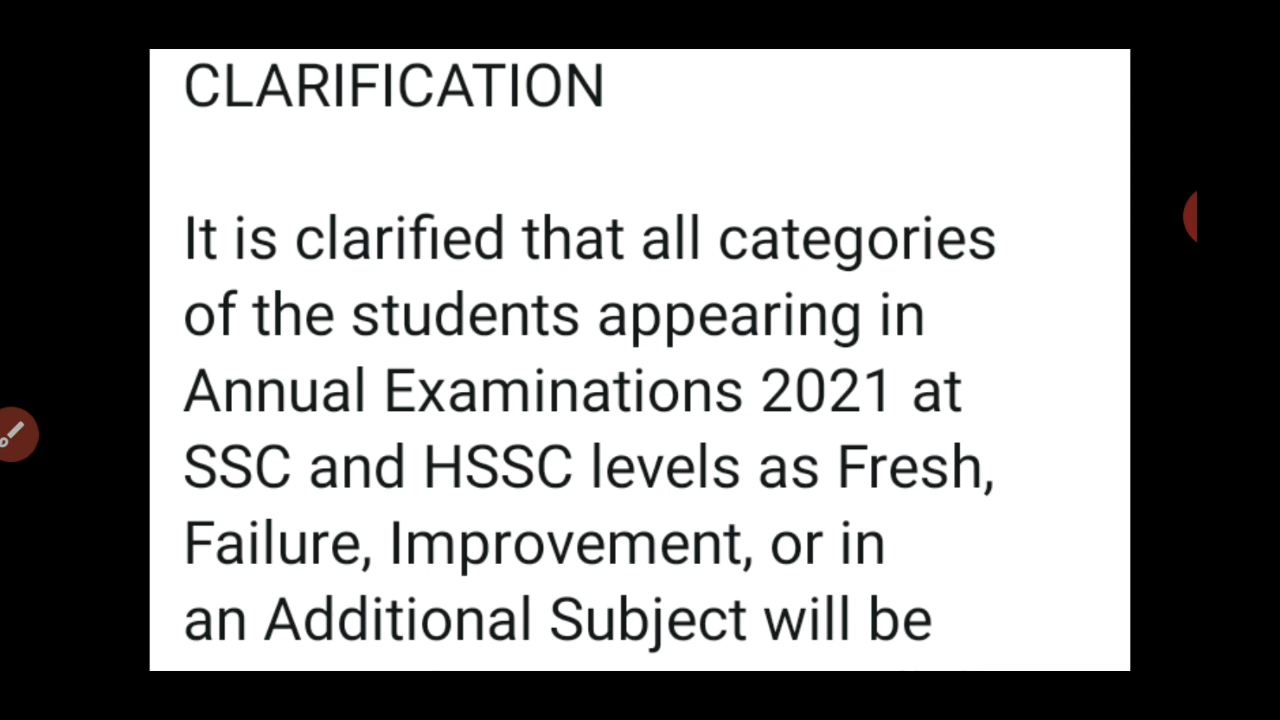 CLARIFICATION
It is clarified that all categories
of the students appearing in
Annual Examinations 2021 at
SSC and HSSC levels as Fresh,
Failure, Improvement, or in
an Additional Subject will be